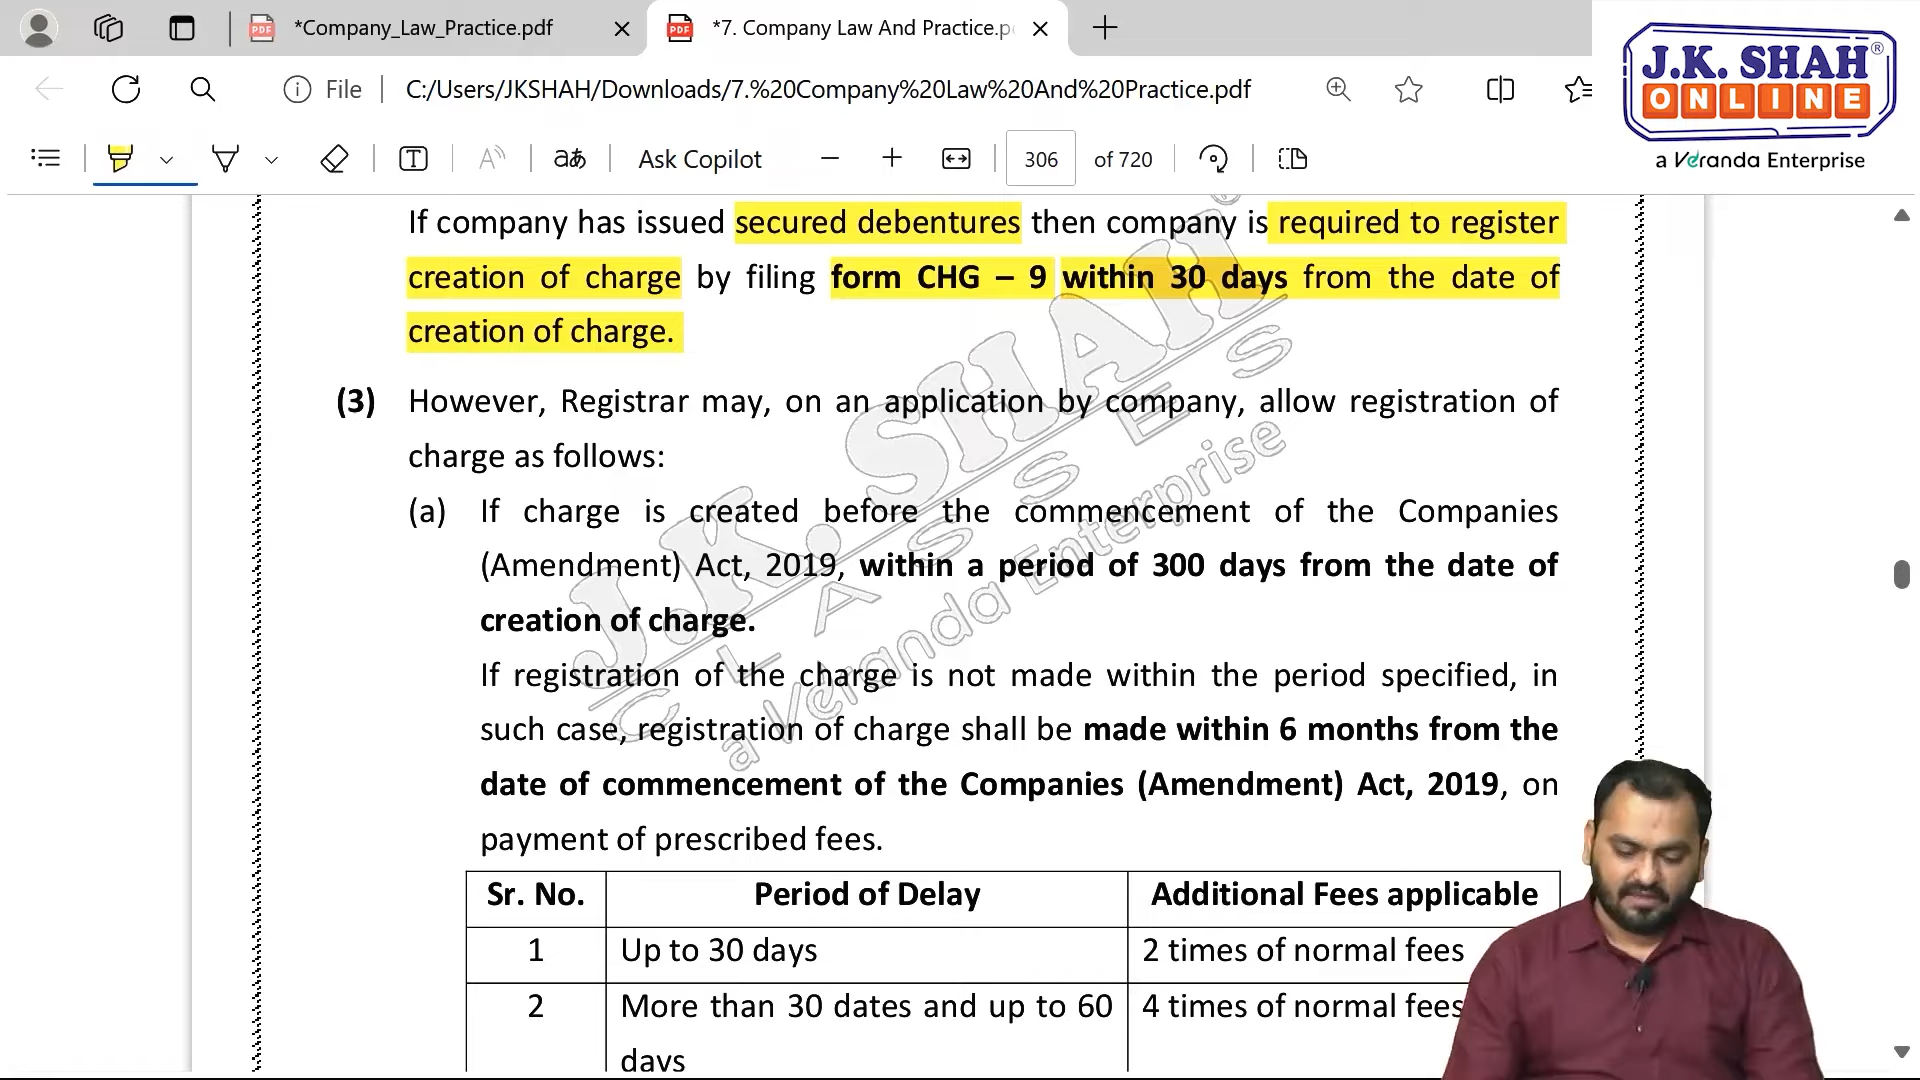 *Company_Law_Practice.pdf
*7. Company Law And Practice.p
File
C:/Users/JKSHAH/Downloads/7.%20Company%20Law%20And%20Practice.pdf
Ask Copilot
306 of 720
J.K. SHAH®
ONLINE
a Veranda Enterprise
If company has issued secured debentures then company is required to register
creation of charge by filing form CHG – 9 within 30 days from the date of
creation of charge.
(3) However, Registrar may, on an application by company, allow registration of
charge as follows:
(a) If charge is created before the commencement of the Companies
(Amendment) Act, 2019, within a period of 300 days from the date of
creation of charge.
If registration of the charge is not made within the period specified, in
such case, registration of charge shall be made within 6 months from the
date of commencement of the Companies (Amendment) Act, 2019, on
payment of prescribed fees.
Sr. No. Period of Delay Additional Fees applicable
1 Up to 30 days 2 times of normal fees
2 More than 30 dates and up to 60 4 times of normal fees
days
J.K. SHAH®
CLASSES
a Veranda Enterprise